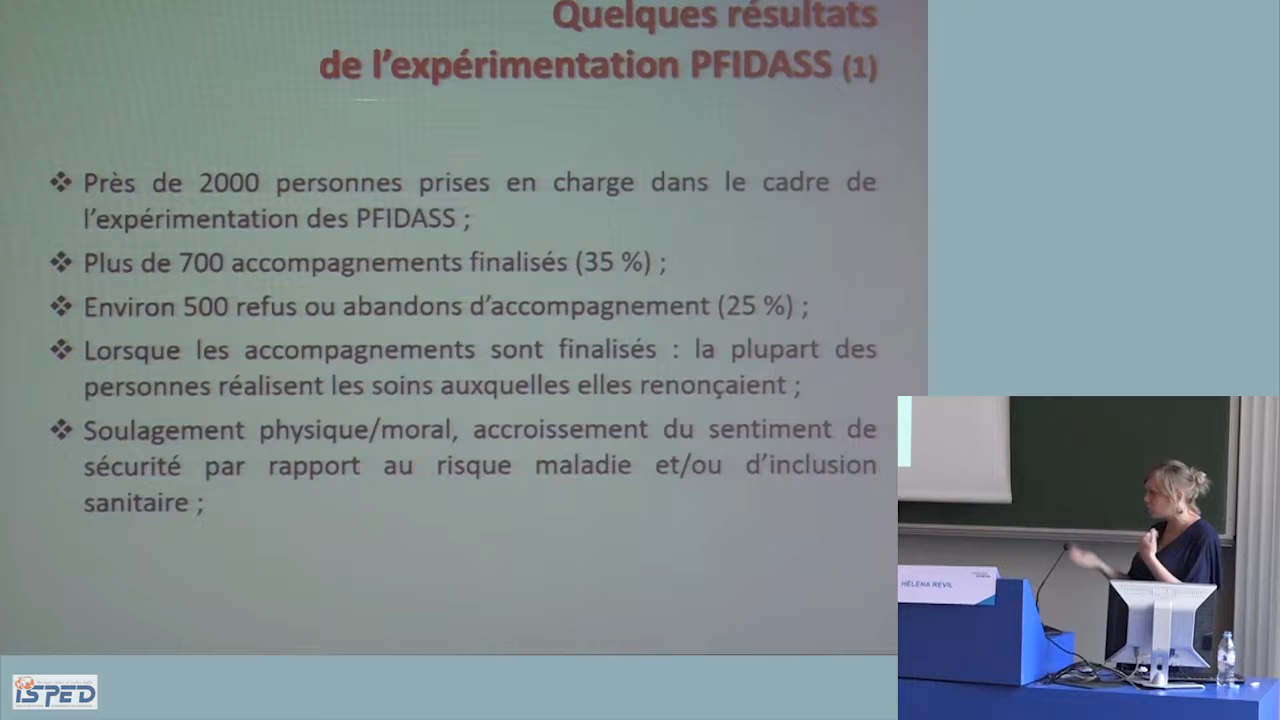 Quelques résultats
de l'expérimentation PFIDASS (1)
❖ Près de 2000 personnes prises en charge dans le cadre de
l'expérimentation des PFIDASS ;
❖ Plus de 700 accompagnements finalisés (35 %) ;
❖ Environ 500 refus ou abandons d'accompagnement (25 %) ;
❖ Lorsque les accompagnements sont finalisés : la plupart des
personnes réalisent les soins auxquelles elles renonçaient ;
❖ Soulagement physique/moral, accroissement du sentiment de
sécurité par rapport au risque maladie et/ou d'inclusion
sanitaire ;
HÉLÉNA REVIL
ISPED